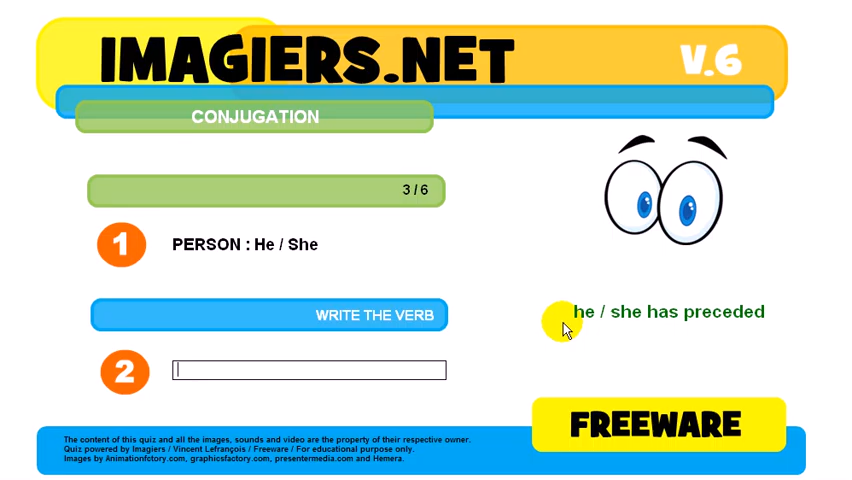 IMAGIERS.NET
V.6
CONJUGATION
3 / 6
1
PERSON : He / She
WRITE THE VERB
he / she has preceded
2
FREEWARE
The content of this quiz and all the images, sounds and video are the property of their respective owner.
Quiz powered by Imagiers / Vincent Lefrançois / Freeware / For educational purpose only.
Images by Animationfctory.com, graphicsfactory.com, presentermedia.com and Hemera.